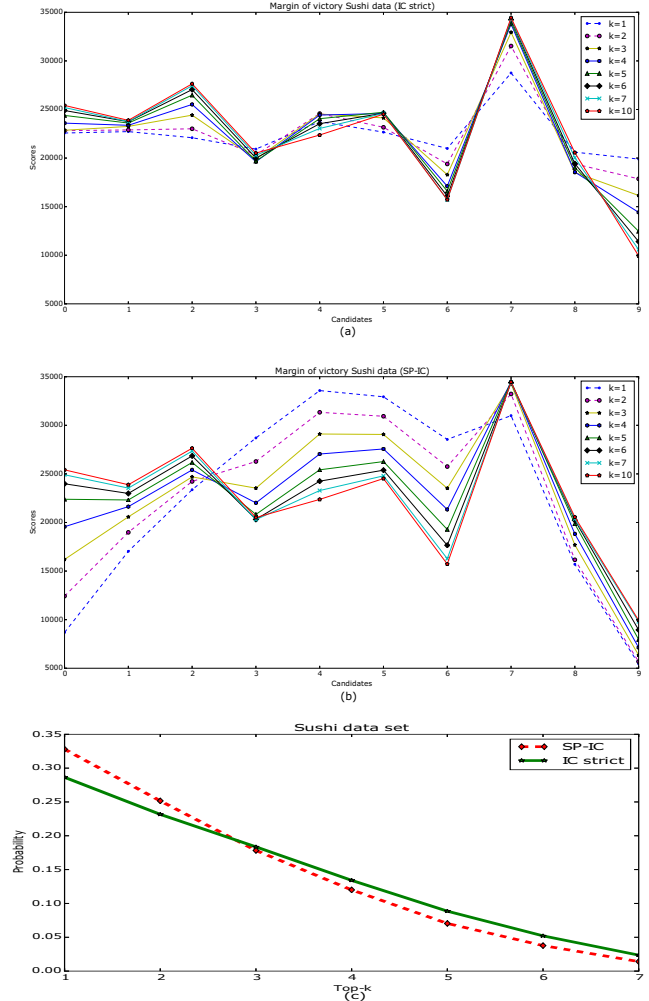 Margin of victory Sushi data (IC strict)
35000
30000
25000
20000
15000
10000
5000
Scores
k=1
k=2
k=3
k=4
k=5
k=6
k=7
k=10
0 1 2 3 4 5 6 7 8 9
Candidates
(a)
Margin of victory Sushi data (SP-IC)
35000
30000
25000
20000
15000
10000
5000
Scores
k=1
k=2
k=3
k=4
k=5
k=6
k=7
k=10
0 1 2 3 4 5 6 7 8 9
Candidates
(b)
Sushi data set
0.35
0.30
0.25
0.20
0.15
0.10
0.05
0.00
Probability
SP-IC
IC strict
1 2 3 4 5 6 7
Top-k
(c)